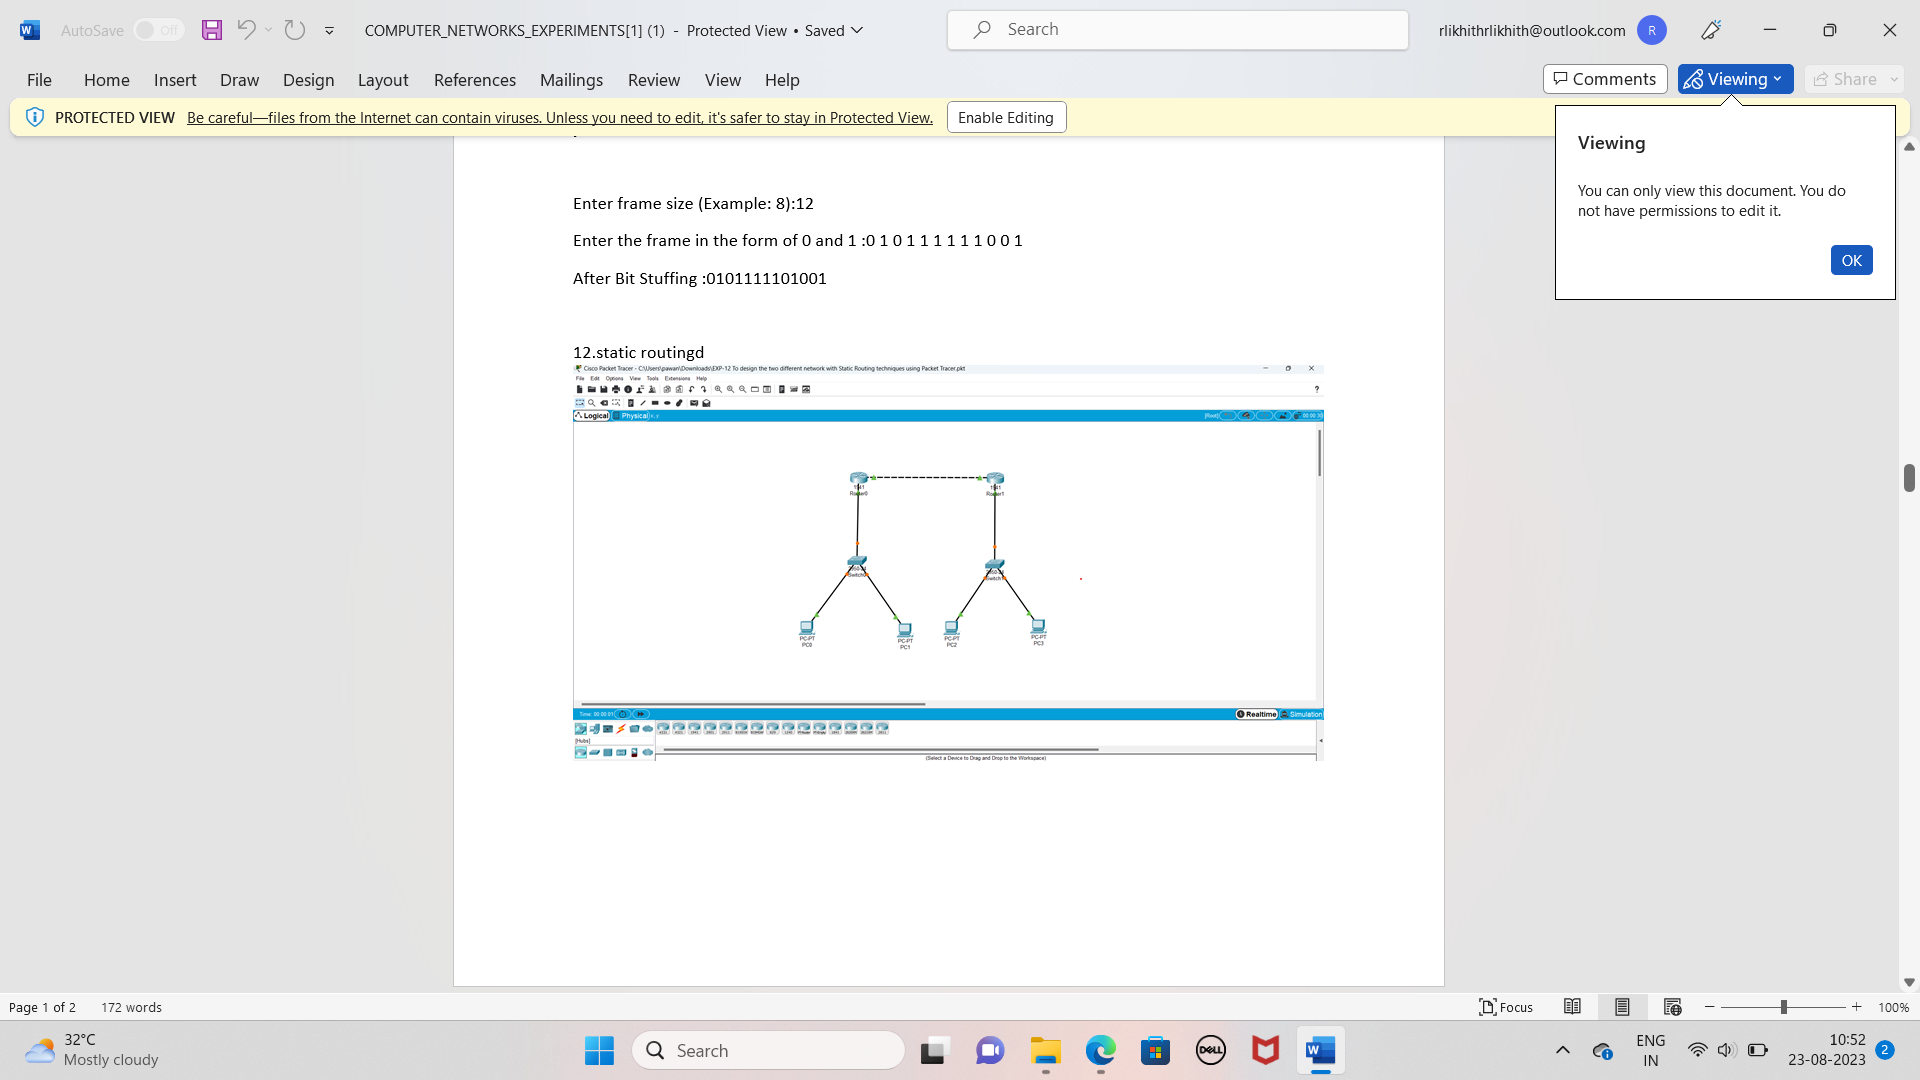 AutoSave Off COMPUTER_NETWORKS_EXPERIMENTS[1] (1) - Protected View • Saved Search rlikhithrlikhith@outlook.com R
File Home Insert Draw Design Layout References Mailings Review View Help Comments Viewing Share
PROTECTED VIEW Be careful—files from the Internet can contain viruses. Unless you need to edit, it's safer to stay in Protected View. Enable Editing
Viewing
You can only view this document. You do
not have permissions to edit it.
OK
Enter frame size (Example: 8):12
Enter the frame in the form of 0 and 1 :0 1 0 1 1 1 1 1 1 0 0 1
After Bit Stuffing :0101111101001
12.static routingd
Cisco Packet Tracer - C:\Users\pawan\Downloads\EXP-12 To design the two different network with Static Routing techniques using Packet Tracer.pkt
File Edit Options View Tools Extensions Help
Logical Physical [Root]
1941 1941
Router0 Router1
Switch0 Switch1
PC-PT PC-PT PC-PT PC-PT
PC0 PC1 PC2 PC3
Time: 00:00:01 Realtime Simulation
[Hubs]
(Select a Device to Drag and Drop to the Workspace)
Page 1 of 2 172 words Focus 100%
32°C
Mostly cloudy
Search
DELL
ENG
IN
10:52
23-08-2023
2